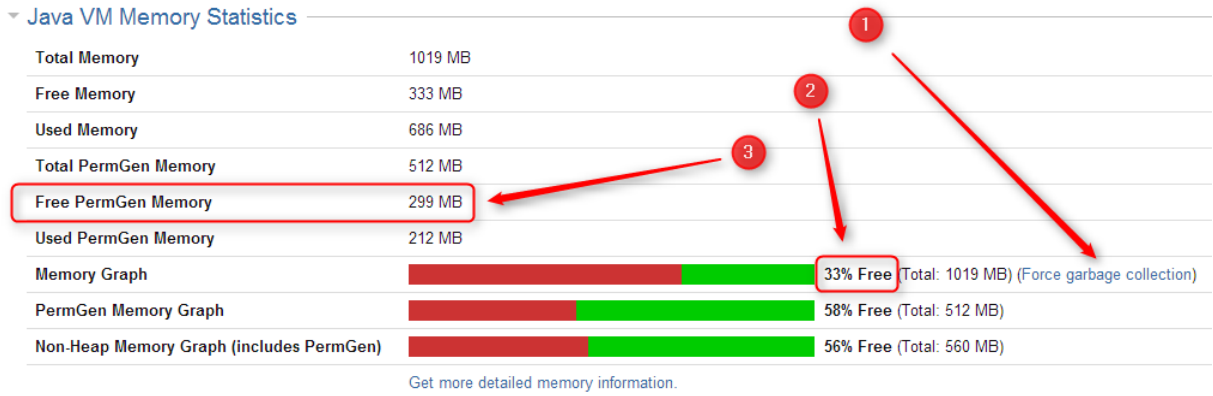 Java VM Memory Statistics
1
Total Memory 1019 MB
Free Memory 333 MB
2
Used Memory 686 MB
3
Total PermGen Memory 512 MB
Free PermGen Memory 299 MB
Used PermGen Memory 212 MB
Memory Graph 33% Free (Total: 1019 MB) (Force garbage collection)
PermGen Memory Graph 58% Free (Total: 512 MB)
Non-Heap Memory Graph (includes PermGen) 56% Free (Total: 560 MB)
Get more detailed memory information.